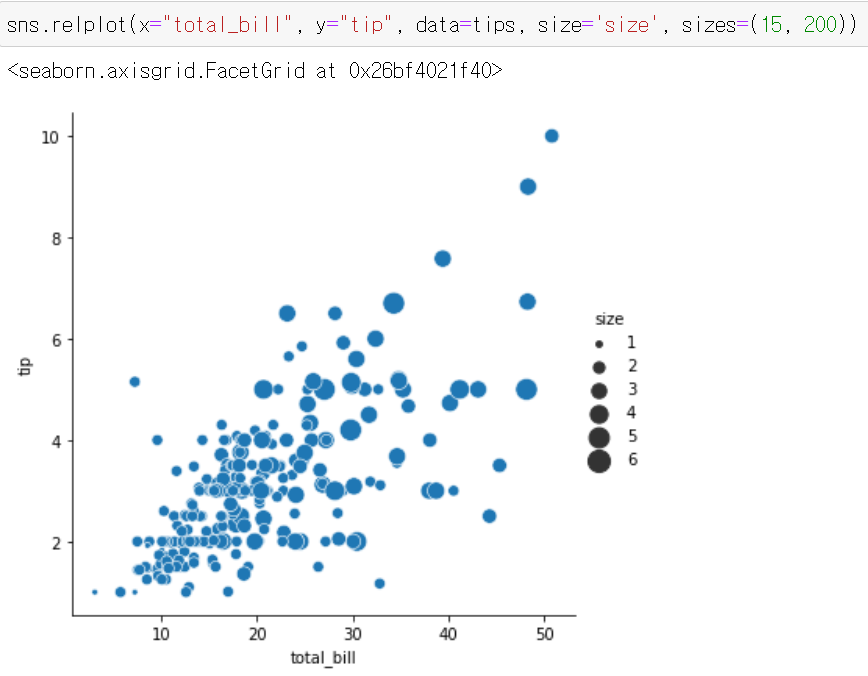 sns.relplot(x="total_bill", y="tip", data=tips, size='size', sizes=(15, 200))
<seaborn.axisgrid.FacetGrid at 0x26bf4021f40>
10
8
6
4
2
tip
10 20 30 40 50
total_bill
size
1
2
3
4
5
6